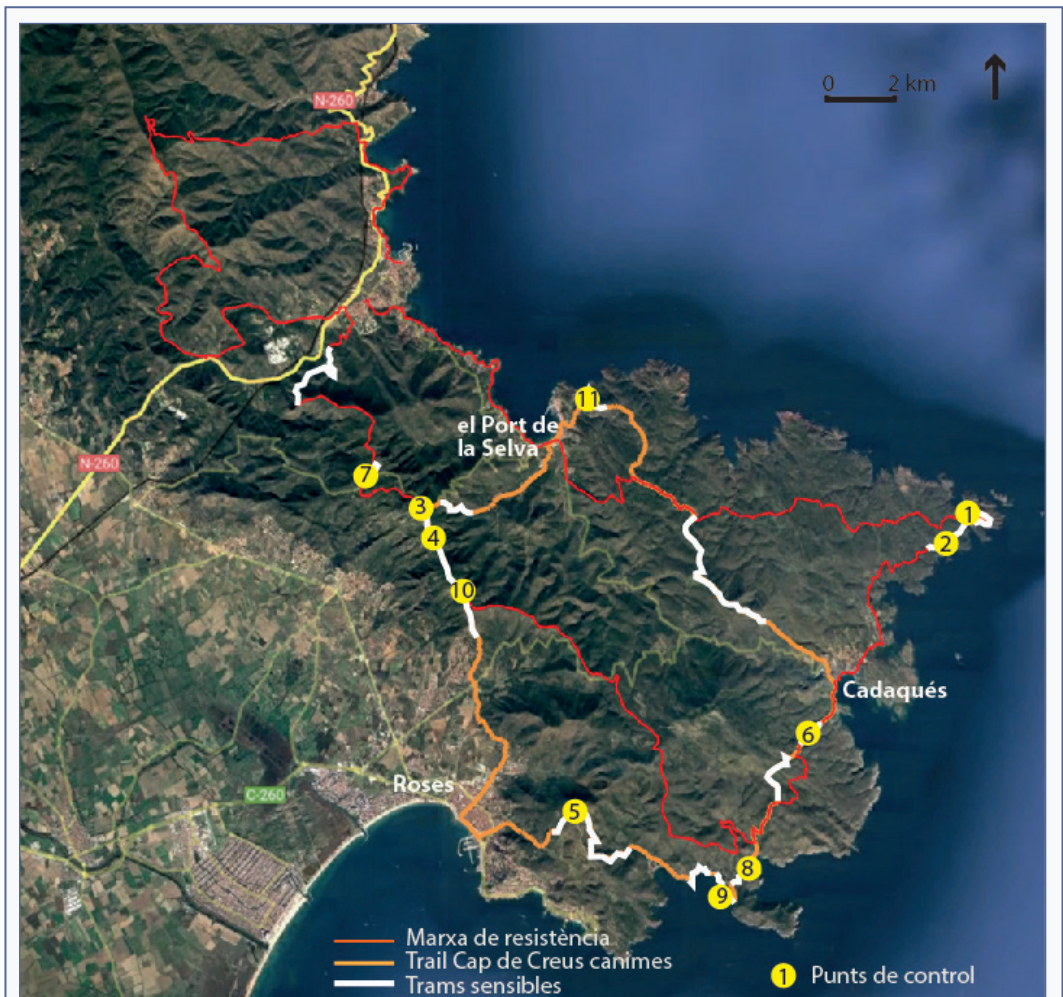 N-260
0 2 km
11
el Port de
la Selva
N-260
7
3
1
4
2
10
Cadaqués
6
Roses
C-260
5
8
9
Marxa de resistència
Trail Cap de Creus canimes
Trams sensibles
1 Punts de control